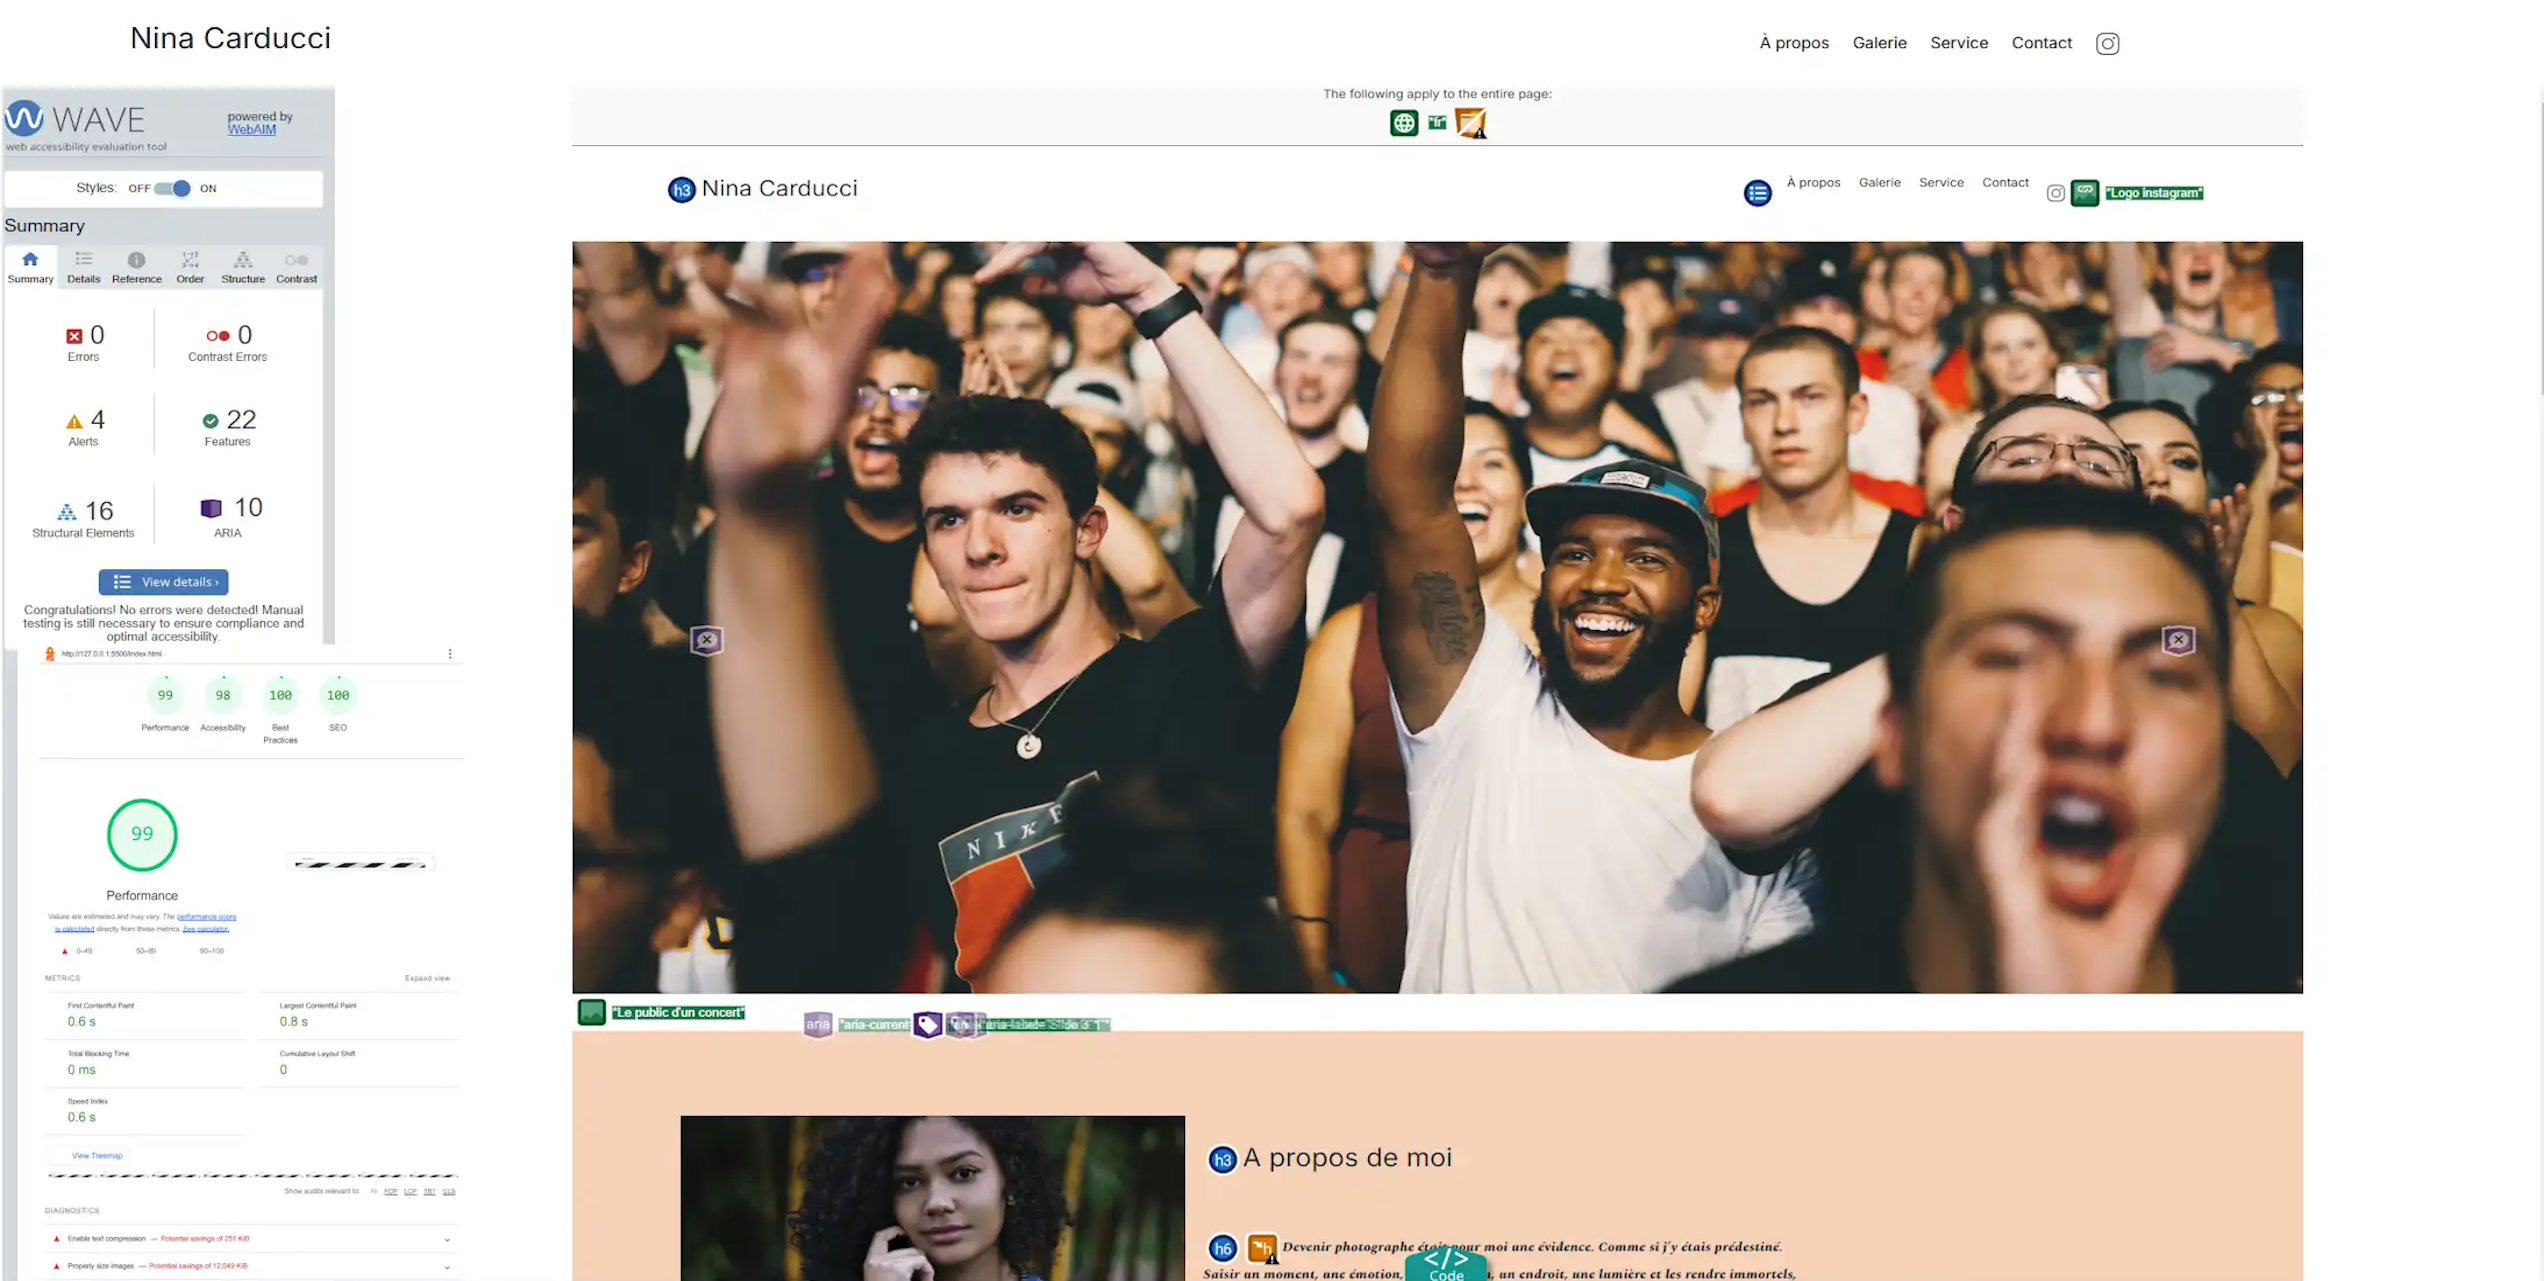 Nina Carducci
À propos Galerie Service Contact
WAVE
web accessibility evaluation tool
powered by
WebAIM
Styles: OFF ON
Summary
Summary Details Reference Order Structure Contrast
0
Errors
0
Contrast Errors
4
Alerts
22
Features
16
Structural Elements
10
ARIA
View details ›
Congratulations! No errors were detected! Manual
testing is still necessary to ensure compliance and
optimal accessibility.
http://127.0.0.1:5500/index.html
99 98 100 100
Performance Accessibility Best Practices SEO
99
Performance
Values are estimated and may vary. The performance score
is calculated directly from these metrics. See calculator.
0–49 50–89 90–100
METRICS
Expand view
First Contentful Paint
0.6 s
Largest Contentful Paint
0.8 s
Total Blocking Time
0 ms
Cumulative Layout Shift
0
Speed Index
0.6 s
View Treemap
Show audits relevant to: All FCP LCP TBT CLS
DIAGNOSTICS
Enable text compression — Potential savings of 251 KiB
Properly size images — Potential savings of 12,049 KiB
The following apply to the entire page:
"fr"
h3 Nina Carducci
À propos Galerie Service Contact
"Logo instagram"
NIKE
"Le public d'un concert"
aria "aria-current
h3 A propos de moi
h6 h Devenir photographe était pour moi une évidence. Comme si j'y étais prédestiné.
Saisir un moment, une émotion, un endroit, une lumière et les rendre immortels,
</> Code